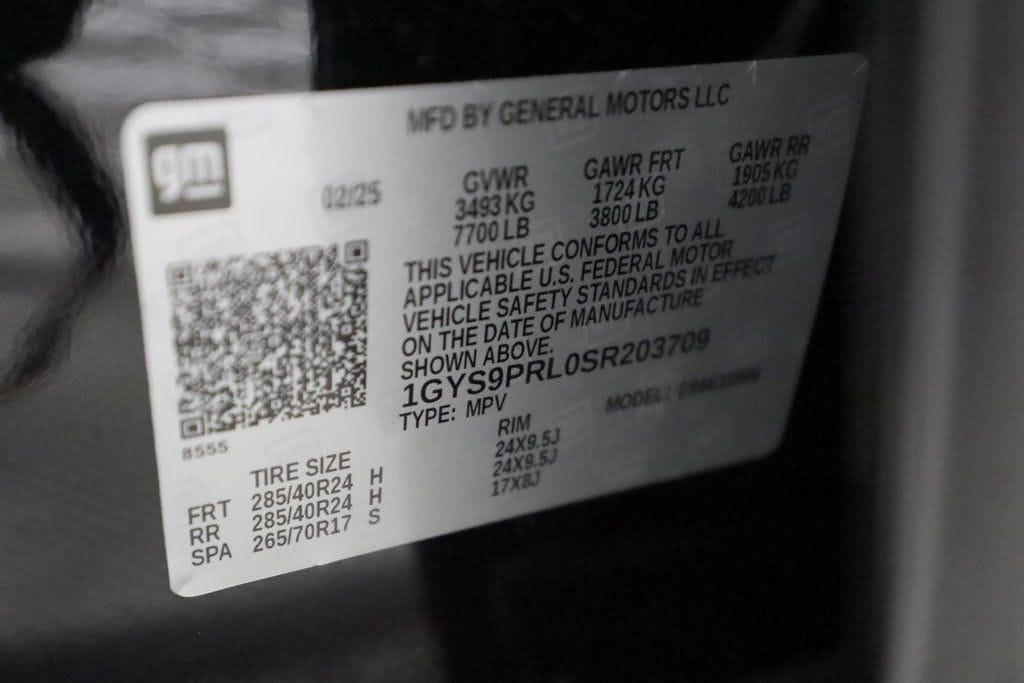 MFD BY GENERAL MOTORS LLC
gm
02/25
GVWR GAWR FRT GAWR RR
3493 KG 1724 KG 1905 KG
7700 LB 3800 LB 4200 LB
THIS VEHICLE CONFORMS TO ALL
APPLICABLE U.S. FEDERAL MOTOR
VEHICLE SAFETY STANDARDS IN EFFECT
ON THE DATE OF MANUFACTURE
SHOWN ABOVE.
1GYS9PRL0SR203709
TYPE: MPV MODEL:
8555
TIRE SIZE RIM
FRT 285/40R24 H 24X9.5J
RR 285/40R24 H 24X9.5J
SPA 265/70R17 S 17X8J